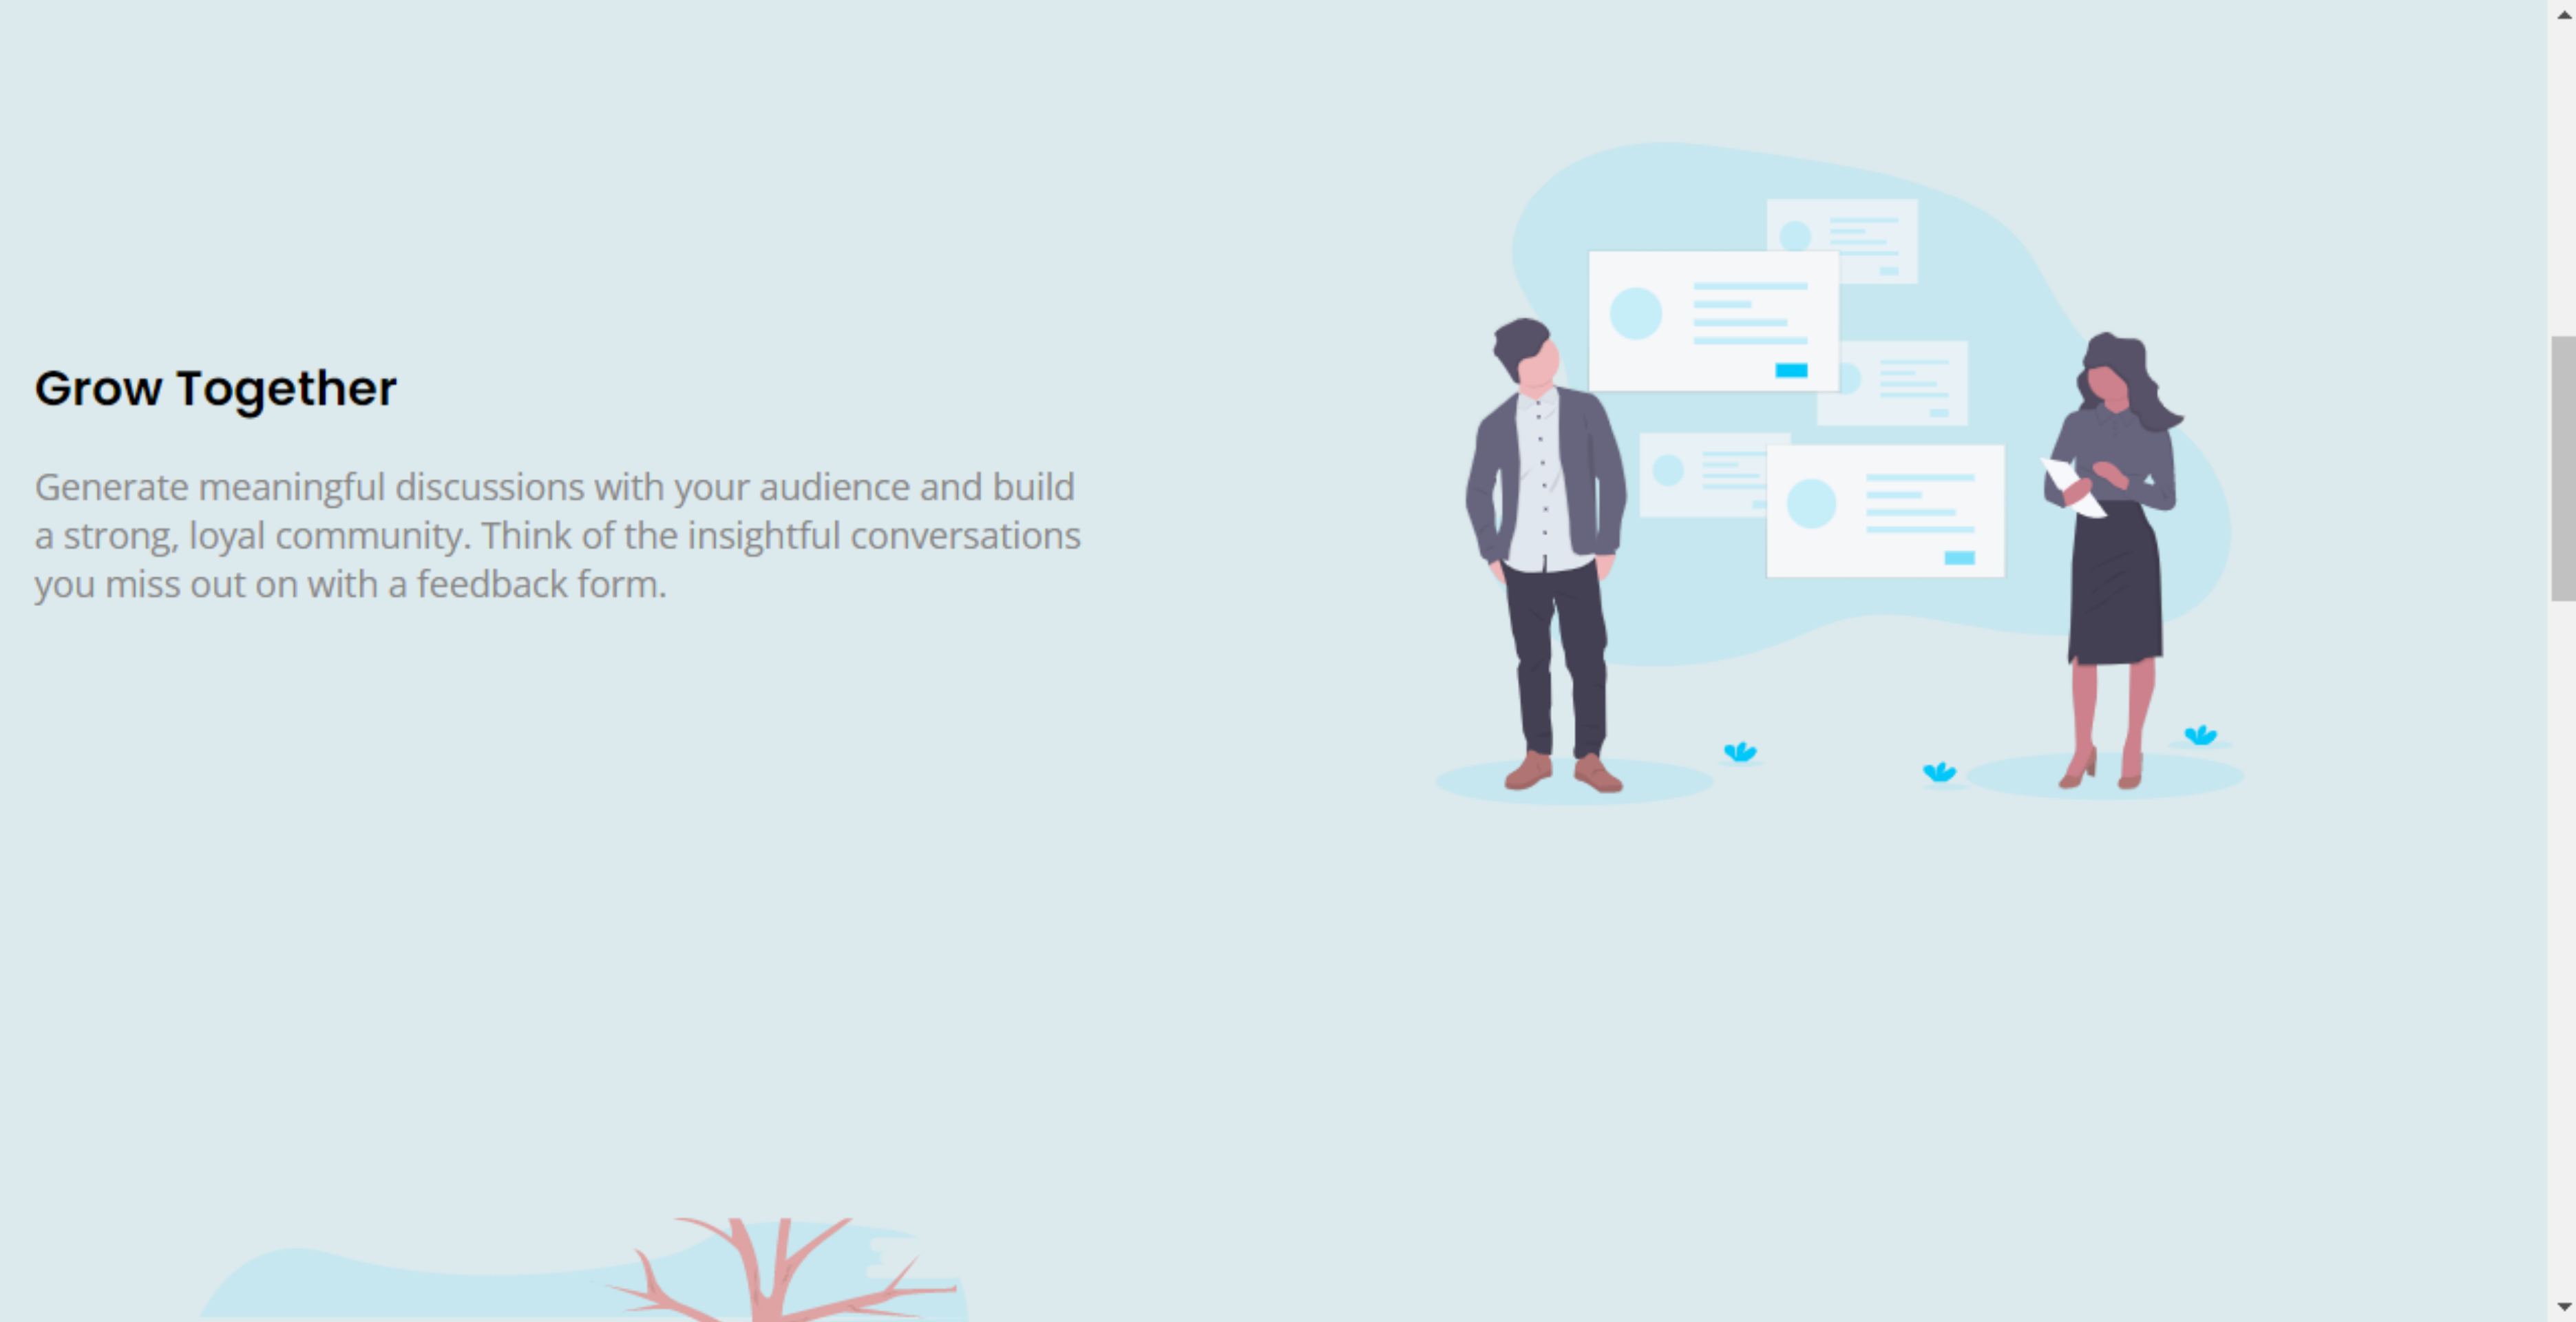 Grow Together
Generate meaningful discussions with your audience and build
a strong, loyal community. Think of the insightful conversations
you miss out on with a feedback form.